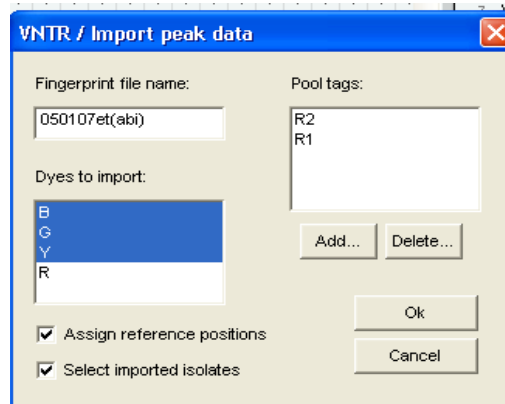 VNTR / Import peak data
Fingerprint file name:
050107et(abi)
Dyes to import:
B
G
Y
R
Assign reference positions
Select imported isolates
Pool tags:
R2
R1
Add...
Delete...
Ok
Cancel